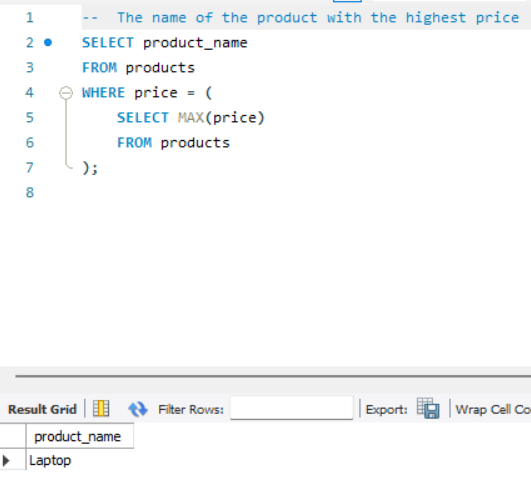 1 --  The name of the product with the highest price
2 SELECT product_name
3 FROM products
4 WHERE price = (
5     SELECT MAX(price)
6     FROM products
7 );
8
Result Grid Filter Rows: Export: Wrap Cell Co
product_name
Laptop